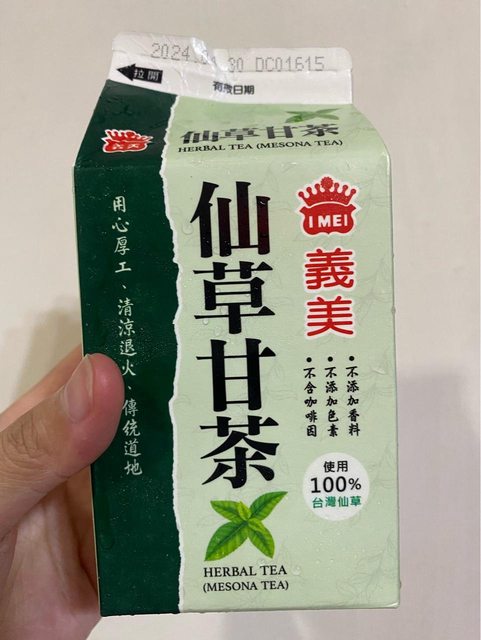 DC01615
拉開
有效日期
義美
仙草甘茶
HERBAL TEA (MESONA TEA)
用心厚工、清涼退火、傳統道地
仙草甘茶
I MEI
義美
•不添加香料
•不添加色素
•不含咖啡因
使用
100%
台灣仙草
HERBAL TEA
(MESONA TEA)